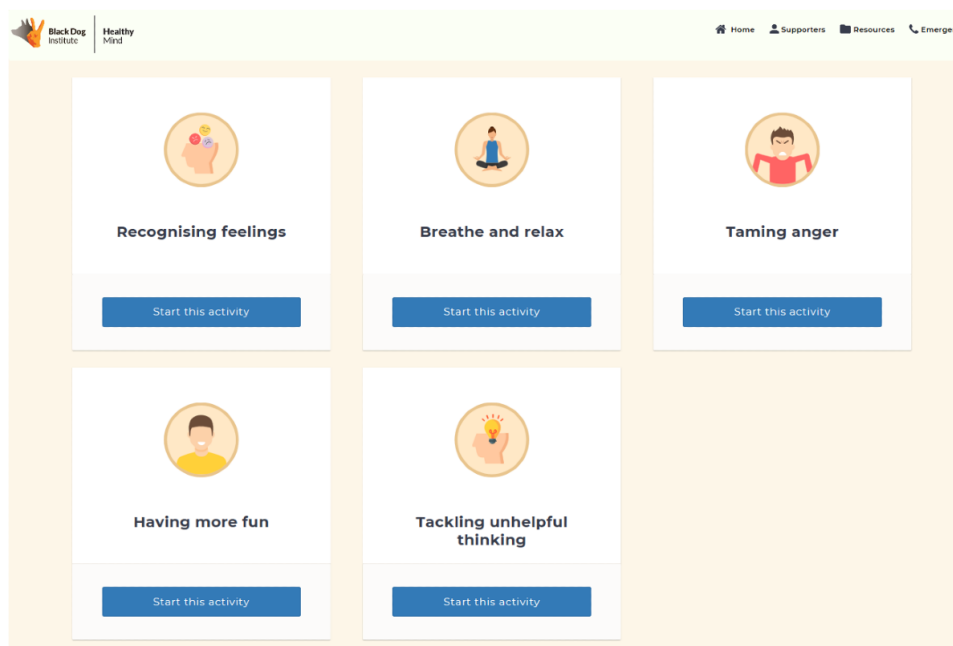 Black Dog
Institute
Healthy
Mind
Home
Supporters
Resources
Recognising feelings
Breathe and relax
Taming anger
Start this activity
Start this activity
Start this activity
Having more fun
Tackling unhelpful
thinking
Start this activity
Start this activity